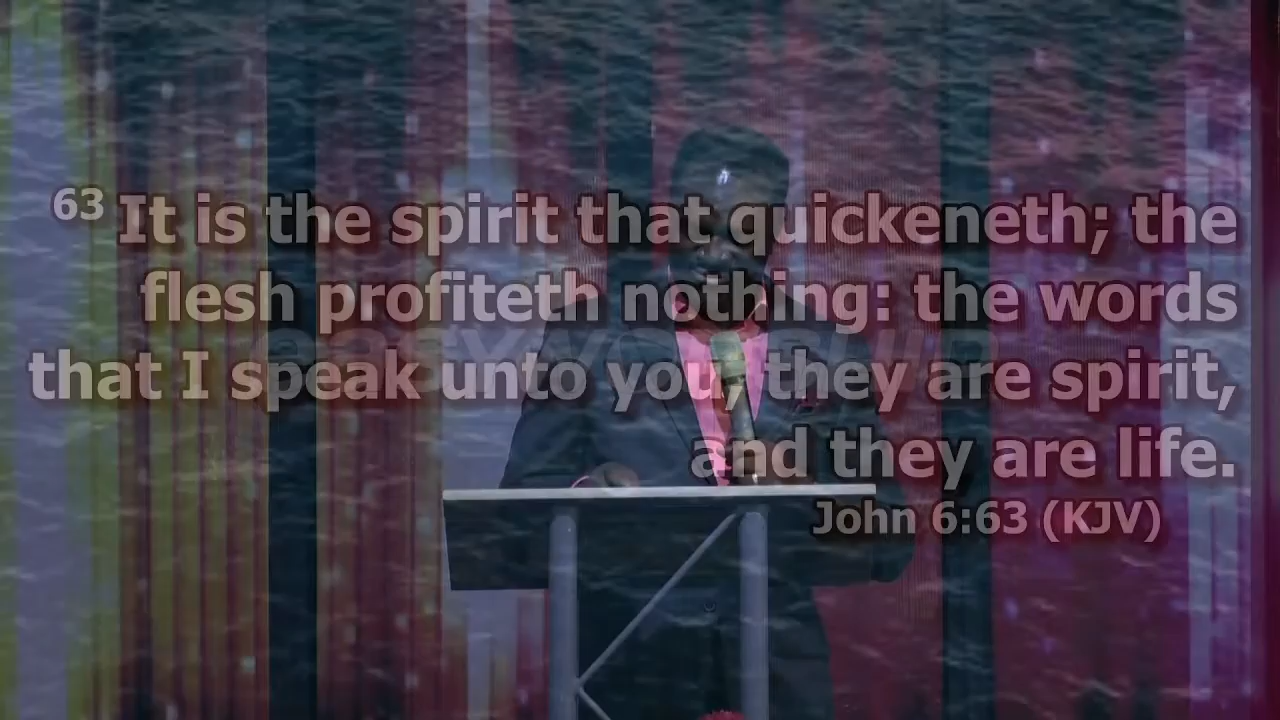 63 It is the spirit that quickeneth; the
flesh profiteth nothing: the words
that I speak unto you, they are spirit,
and they are life.
John 6:63 (KJV)
easyworship